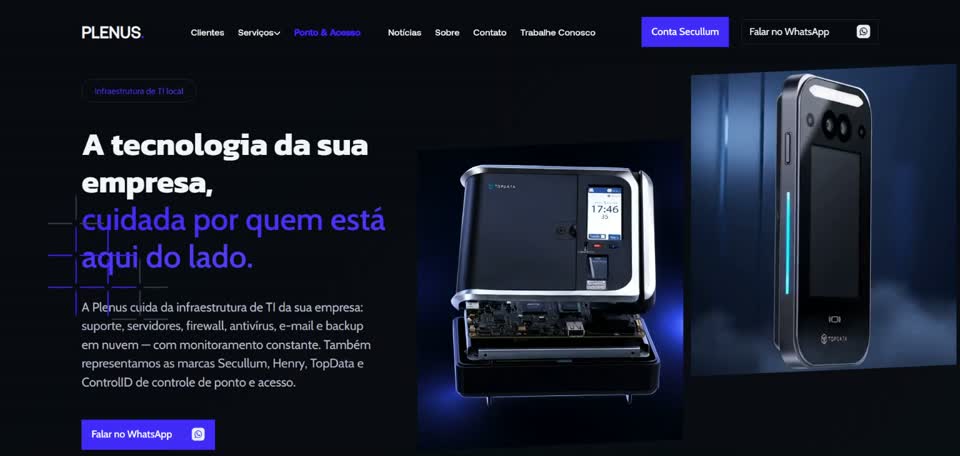 PLENUS.
Clientes
Serviços
Ponto & Acesso
Notícias
Sobre
Contato
Trabalhe Conosco
Conta Secullum
Falar no WhatsApp
Infraestrutura de TI local
A tecnologia da sua
empresa,
cuidada por quem está
aqui do lado.
A Plenus cuida da infraestrutura de TI da sua empresa:
suporte, servidores, firewall, antivírus, e-mail e backup
em nuvem — com monitoramento constante. Também
representamos as marcas Secullum, Henry, TopData e
ControlID de controle de ponto e acesso.
Falar no WhatsApp
TOPDATA
17:46
35
TOPDATA